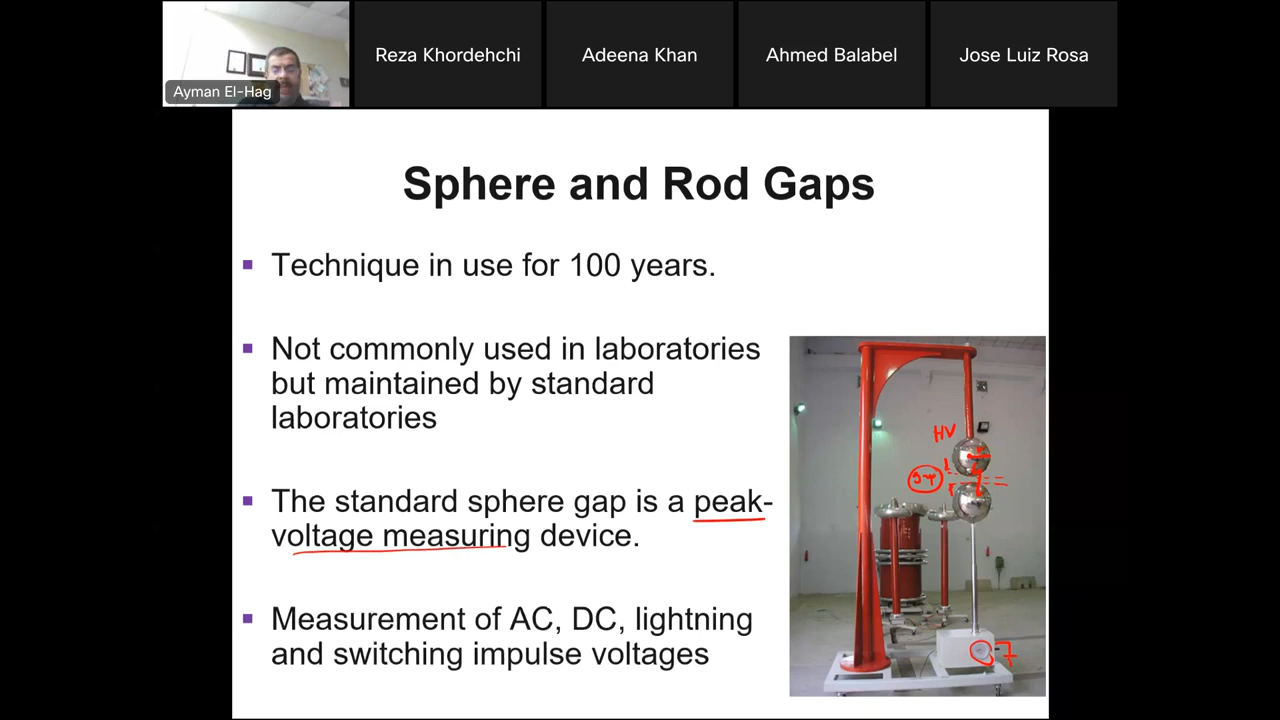 Reza Khordehchi
Adeena Khan
Ahmed Balabel
Jose Luiz Rosa
Ayman El-Hag
Sphere and Rod Gaps
▪ Technique in use for 100 years.
▪ Not commonly used in laboratories
but maintained by standard
laboratories
▪ The standard sphere gap is a peak-
voltage measuring device.
▪ Measurement of AC, DC, lightning
and switching impulse voltages
HV
gap